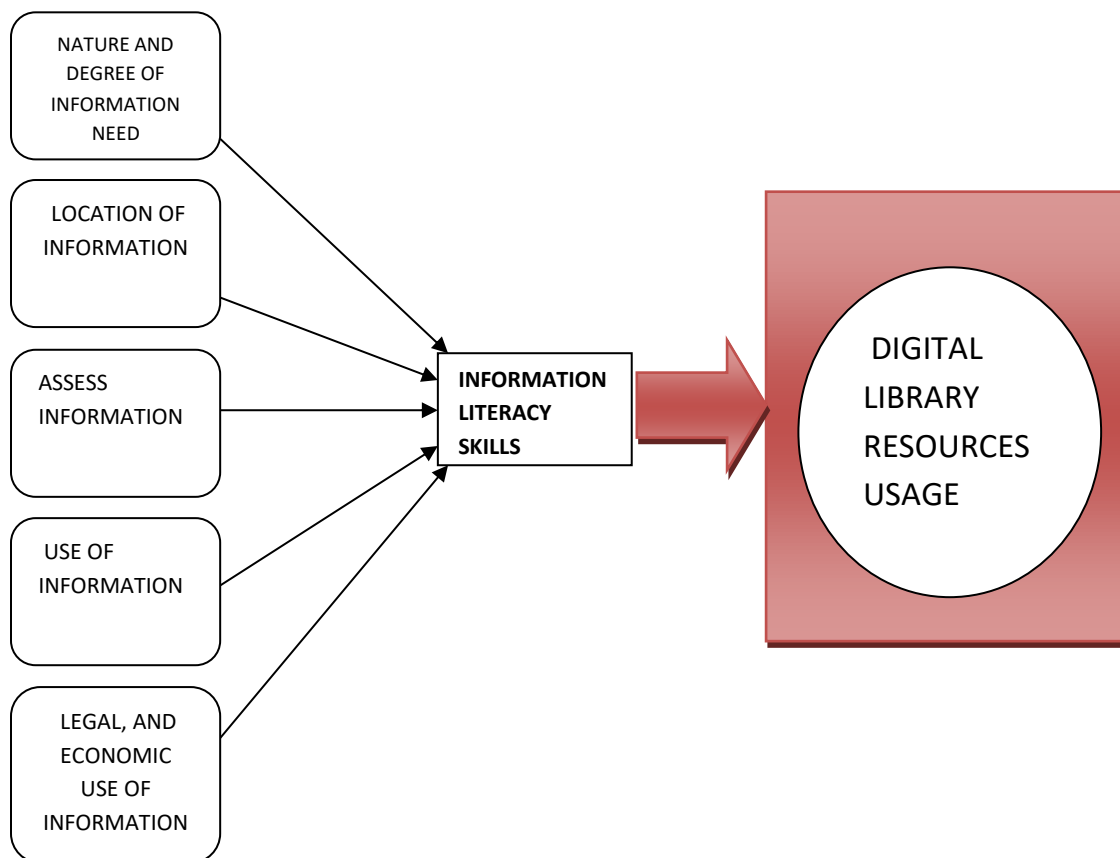 NATURE AND
DEGREE OF
INFORMATION
NEED
LOCATION OF
INFORMATION
ASSESS
INFORMATION
USE OF
INFORMATION
LEGAL, AND
ECONOMIC
USE OF
INFORMATION
INFORMATION
LITERACY
SKILLS
DIGITAL
LIBRARY
RESOURCES
USAGE